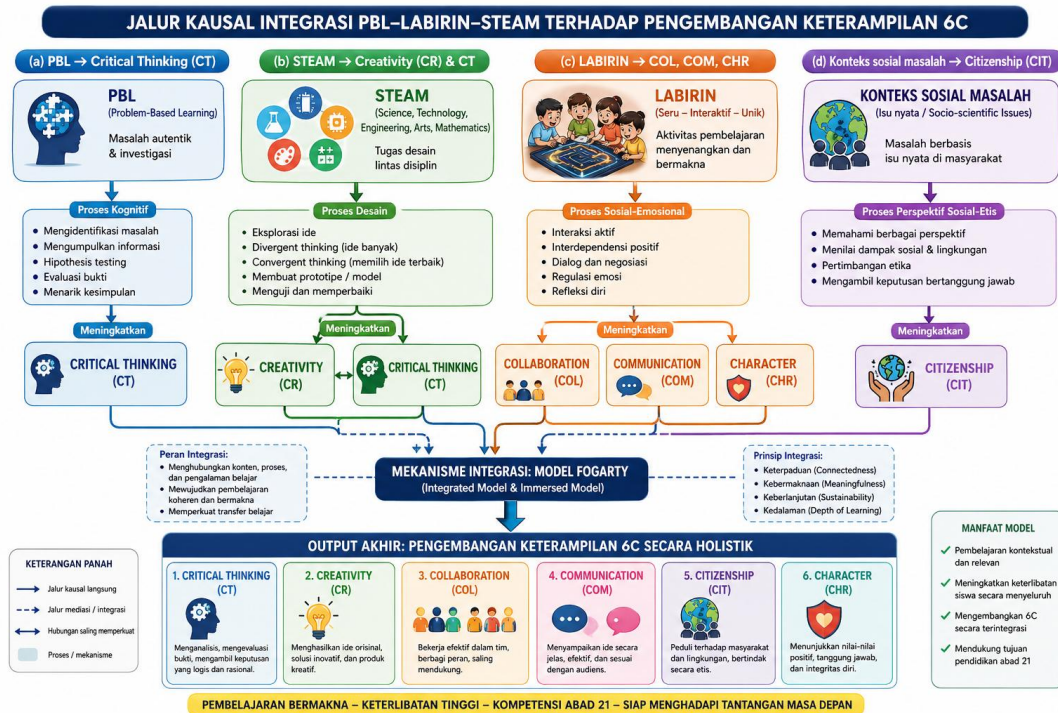 JALUR KAUSAL INTEGRASI PBL–LABIRIN–STEAM TERHADAP PENGEMBANGAN KETERAMPILAN 6C
(a) PBL → Critical Thinking (CT)
PBL
(Problem-Based Learning)
Masalah autentik
& investigasi
Proses Kognitif
• Mengidentifikasi masalah
• Mengumpulkan informasi
• Hipothesis testing
• Evaluasi bukti
• Menarik kesimpulan
Meningkatkan
CRITICAL THINKING
(CT)
(b) STEAM → Creativity (CR) & CT
STEAM
(Science, Technology,
Engineering, Arts, Mathematics)
Tugas desain
lintas disiplin
Proses Desain
• Eksplorasi ide
• Divergent thinking (ide banyak)
• Convergent thinking (memilih ide terbaik)
• Membuat prototipe / model
• Menguji dan memperbaiki
Meningkatkan
CREATIVITY
(CR)
CRITICAL THINKING
(CT)
(c) LABIRIN → COL, COM, CHR
LABIRIN
(Seru – Interaktif – Unik)
Aktivitas pembelajaran
menyenangkan dan
bermakna
Proses Sosial-Emosional
• Interaksi aktif
• Interdependensi positif
• Dialog dan negosiasi
• Regulasi emosi
• Refleksi diri
Meningkatkan
COLLABORATION
(COL)
COMMUNICATION
(COM)
CHARACTER
(CHR)
(d) Konteks sosial masalah → Citizenship (CIT)
KONTEKS SOSIAL MASALAH
(Isu nyata / Socio-scientific Issues)
Masalah berbasis
isu nyata di masyarakat
Proses Perspektif Sosial-Etis
• Memahami berbagai perspektif
• Menilai dampak sosial & lingkungan
• Pertimbangan etika
• Mengambil keputusan bertanggung jawab
Meningkatkan
CITIZENSHIP
(CIT)
Peran Integrasi:
• Menghubungkan konten, proses,
dan pengalaman belajar
• Mewujudkan pembelajaran
koheren dan bermakna
• Memperkuat transfer belajar
MEKANISME INTEGRASI: MODEL FOGARTY
(Integrated Model & Immersed Model)
Prinsip Integrasi:
• Keterpaduan (Connectedness)
• Kebermaknaan (Meaningfulness)
• Keberlanjutan (Sustainability)
• Kedalaman (Depth of Learning)
KETERANGAN PANAH
Jalur kausal langsung
Jalur mediasi / integrasi
Hubungan saling memperkuat
Proses / mekanisme
OUTPUT AKHIR: PENGEMBANGAN KETERAMPILAN 6C SECARA HOLISTIK
1. CRITICAL THINKING
(CT)
Menganalisis, mengevaluasi
bukti, mengambil keputusan
yang logis dan rasional.
2. CREATIVITY
(CR)
Menghasilkan ide orisinal,
solusi inovatif, dan produk
kreatif.
3. COLLABORATION
(COL)
Bekerja efektif dalam tim,
berbagi peran, saling
mendukung.
4. COMMUNICATION
(COM)
Menyampaikan ide secara
jelas, efektif, dan sesuai
dengan audiens.
5. CITIZENSHIP
(CIT)
Peduli terhadap masyarakat
dan lingkungan, bertindak
secara etis.
6. CHARACTER
(CHR)
Menunjukkan nilai-nilai
positif, tanggung jawab,
dan integritas diri.
MANFAAT MODEL
✓ Pembelajaran kontekstual
dan relevan
✓ Meningkatkan keterlibatan
siswa secara menyeluruh
✓ Mengembangkan 6C
secara terintegrasi
✓ Mendukung tujuan
pendidikan abad 21
PEMBELAJARAN BERMAKNA – KETERLIBATAN TINGGI – KOMPETENSI ABAD 21 – SIAP MENGHADAPI TANTANGAN MASA DEPAN